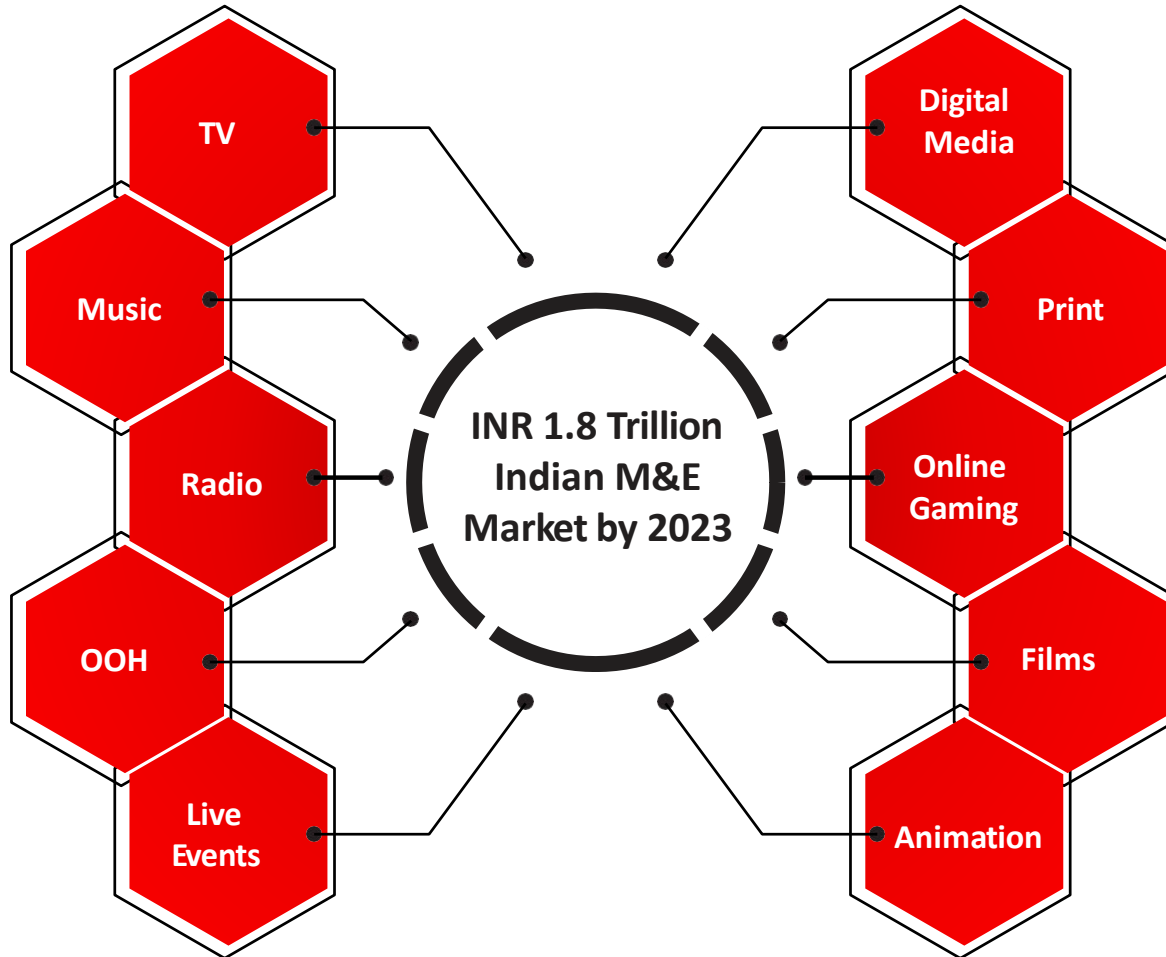 TV
Music
Radio
OOH
Live
Events
INR 1.8 Trillion
Indian M&E
Market by 2023
Digital
Media
Print
Online
Gaming
Films
Animation